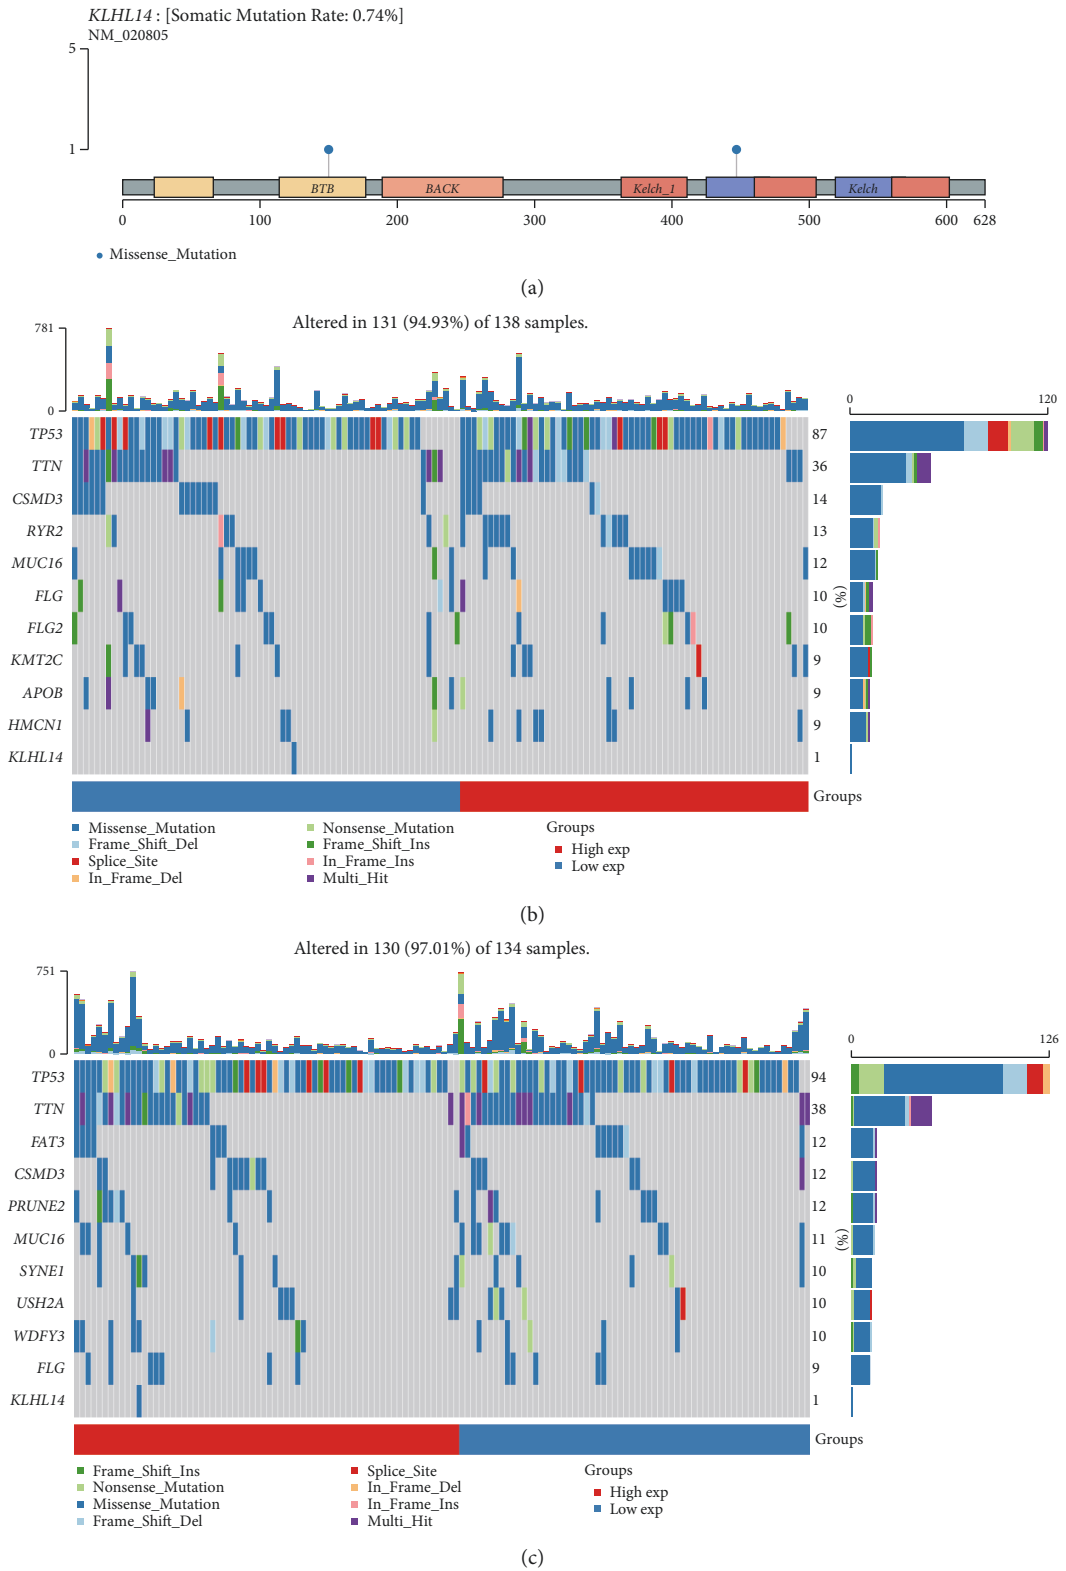 KLHL14 : [Somatic Mutation Rate: 0.74%]
NM_020805
5
1
BTB BACK Kelch_1 Kelch
0 100 200 300 400 500 600 628
Missense_Mutation
(a)
Altered in 131 (94.93%) of 138 samples.
781
0
0 120
TP53 87
TTN 36
CSMD3 14
RYR2 13
MUC16 12
FLG 10 (%)
FLG2 10
KMT2C 9
APOB 9
HMCN1 9
KLHL14 1
Groups
Missense_Mutation Nonsense_Mutation Groups
Frame_Shift_Del Frame_Shift_Ins High exp
Splice_Site In_Frame_Ins Low exp
In_Frame_Del Multi_Hit
(b)
Altered in 130 (97.01%) of 134 samples.
751
0
0 126
TP53 94
TTN 38
FAT3 12
CSMD3 12
PRUNE2 12
MUC16 11 (%)
SYNE1 10
USH2A 10
WDFY3 10
FLG 9
KLHL14 1
Groups
Frame_Shift_Ins Splice_Site Groups
Nonsense_Mutation In_Frame_Del High exp
Missense_Mutation In_Frame_Ins Low exp
Frame_Shift_Del Multi_Hit
(c)